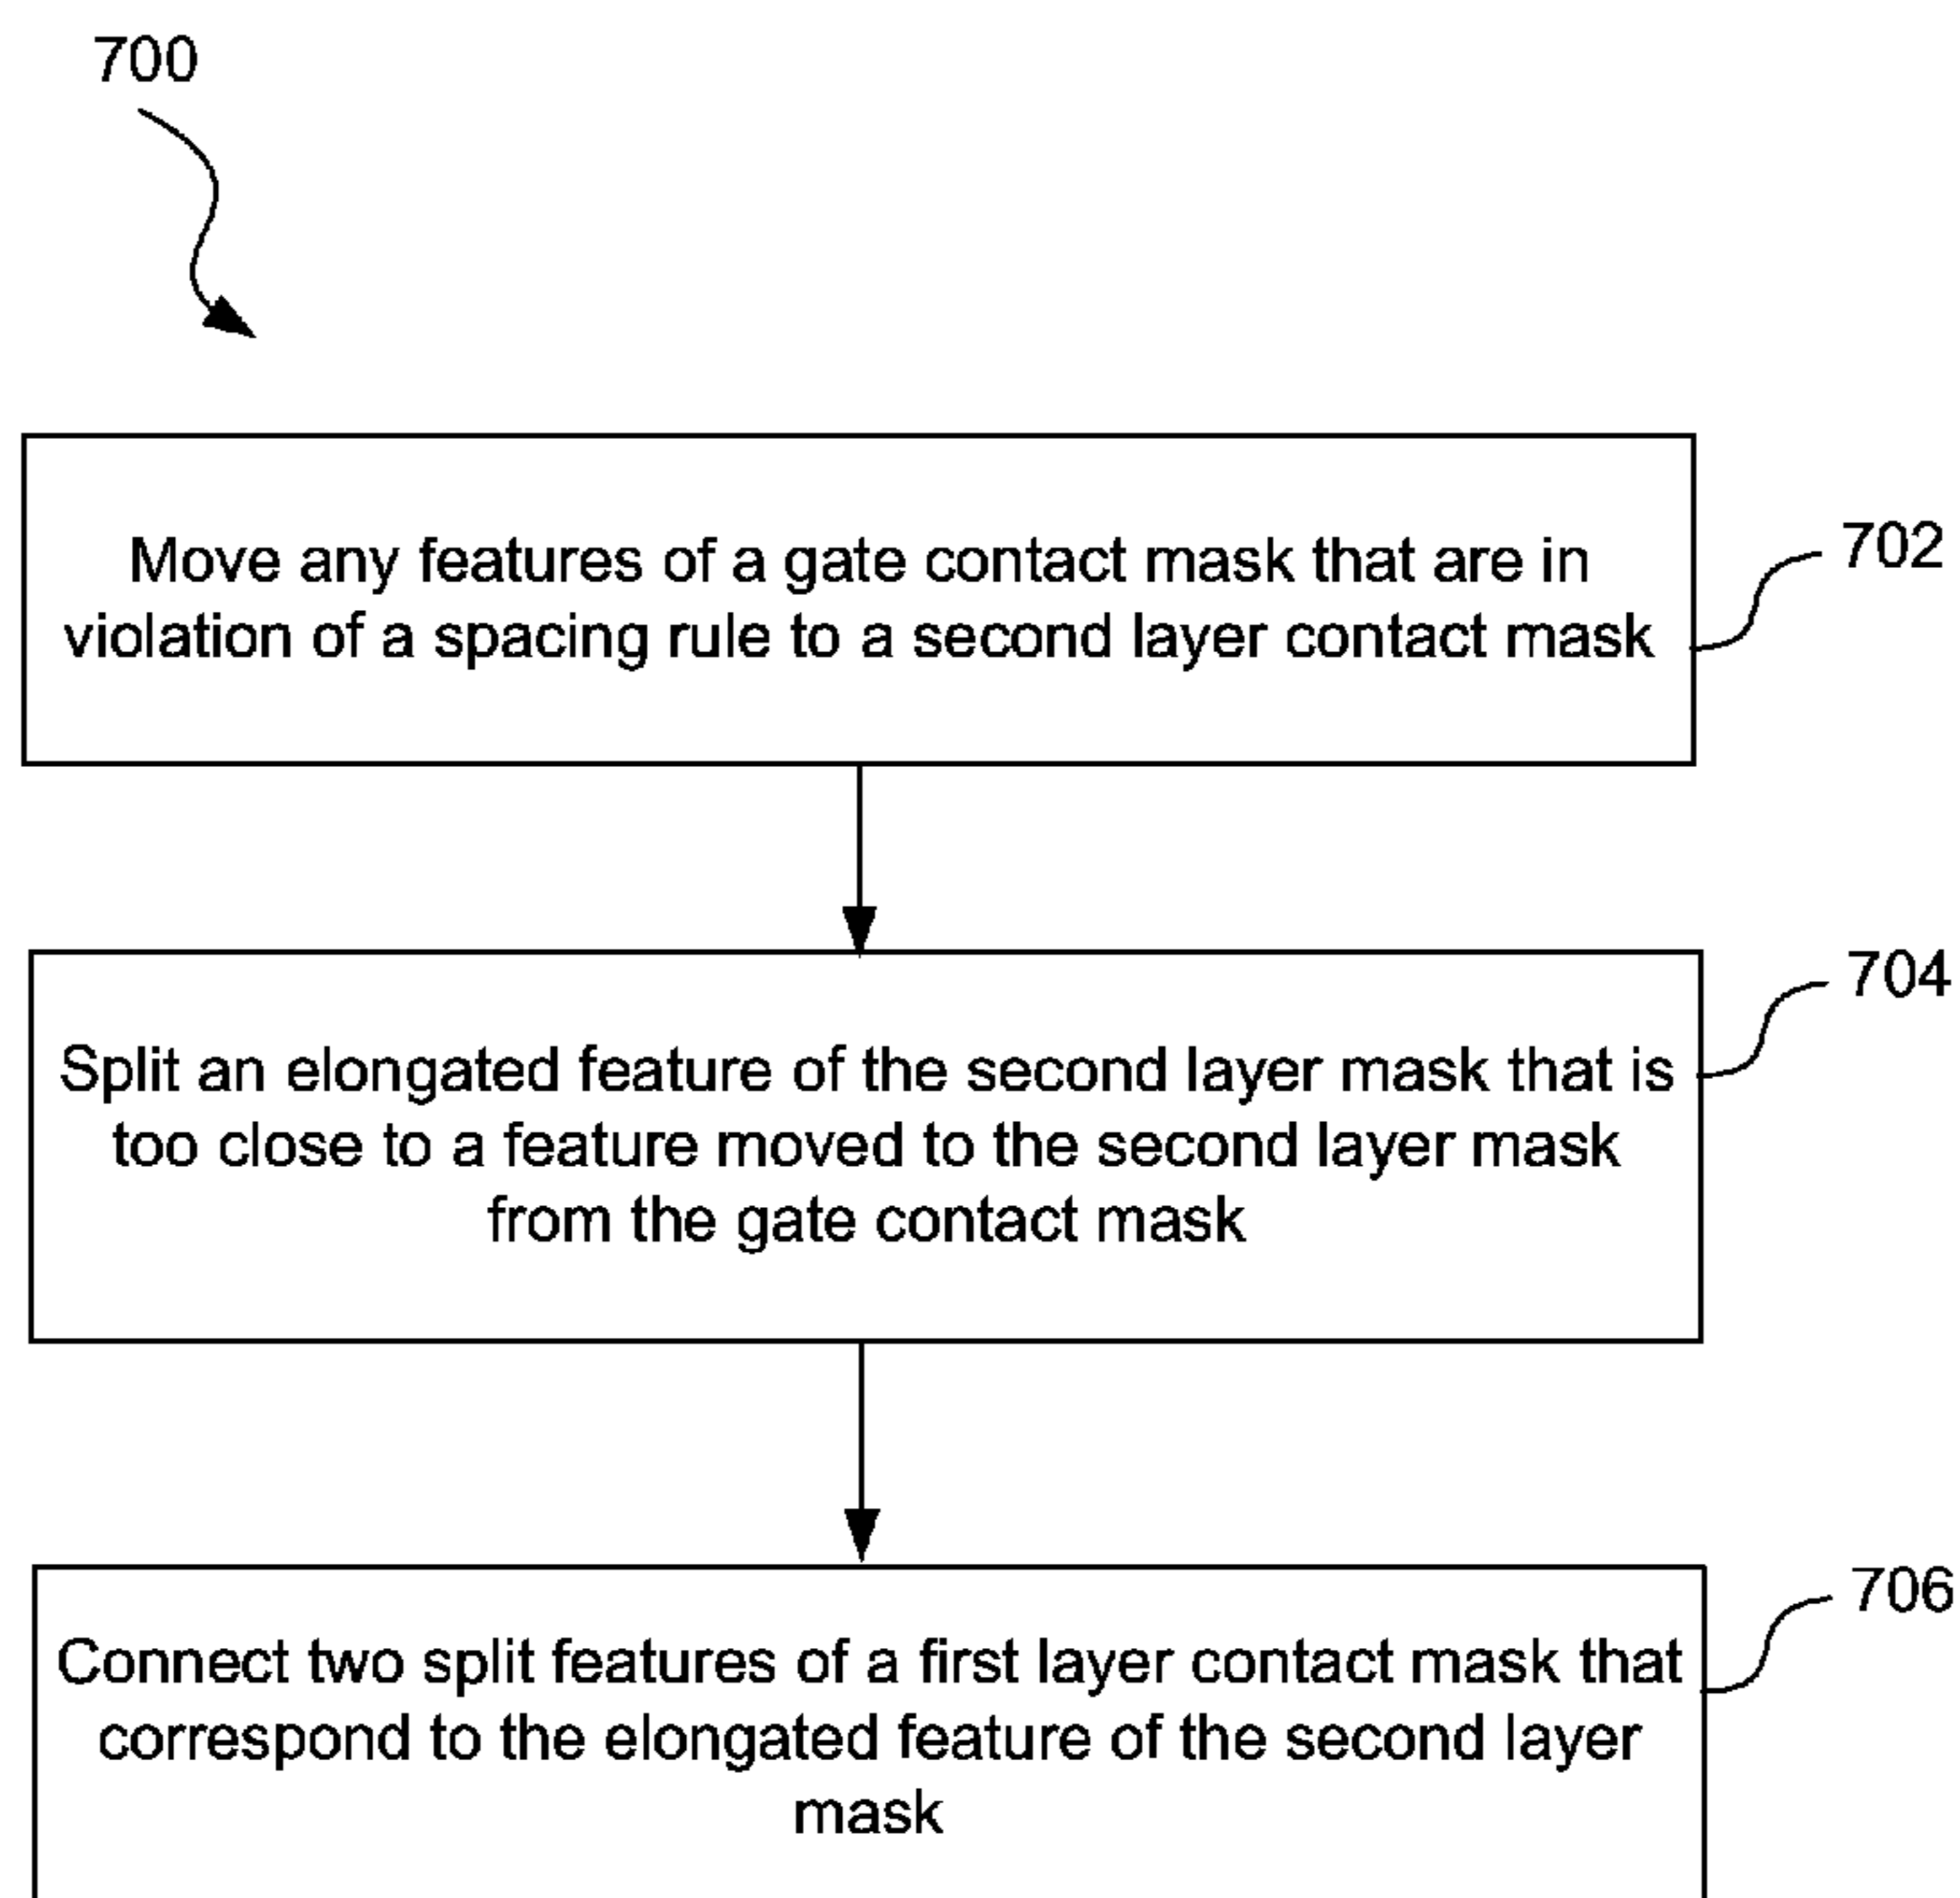 700
Move any features of a gate contact mask that are in
violation of a spacing rule to a second layer contact mask
702
Split an elongated feature of the second layer mask that is
too close to a feature moved to the second layer mask
from the gate contact mask
704
Connect two split features of a first layer contact mask that
correspond to the elongated feature of the second layer
mask
706